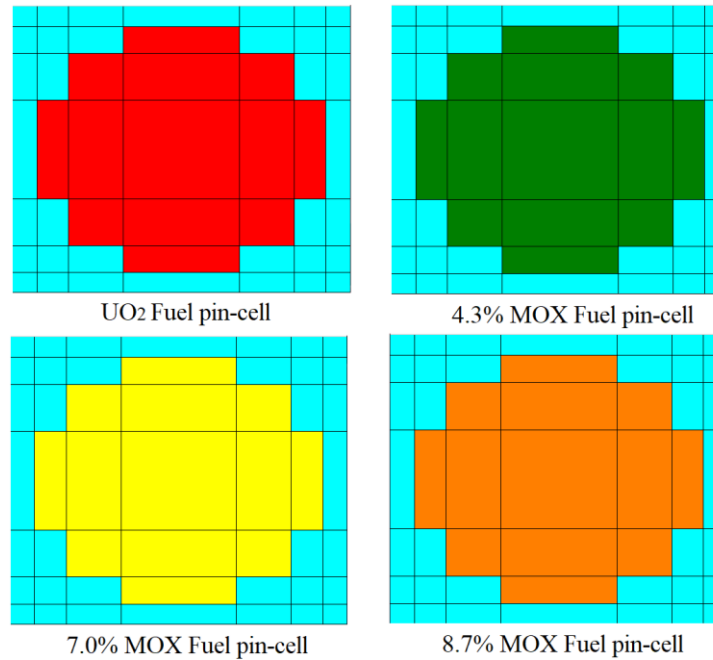 UO₂ Fuel pin-cell
4.3% MOX Fuel pin-cell
7.0% MOX Fuel pin-cell
8.7% MOX Fuel pin-cell